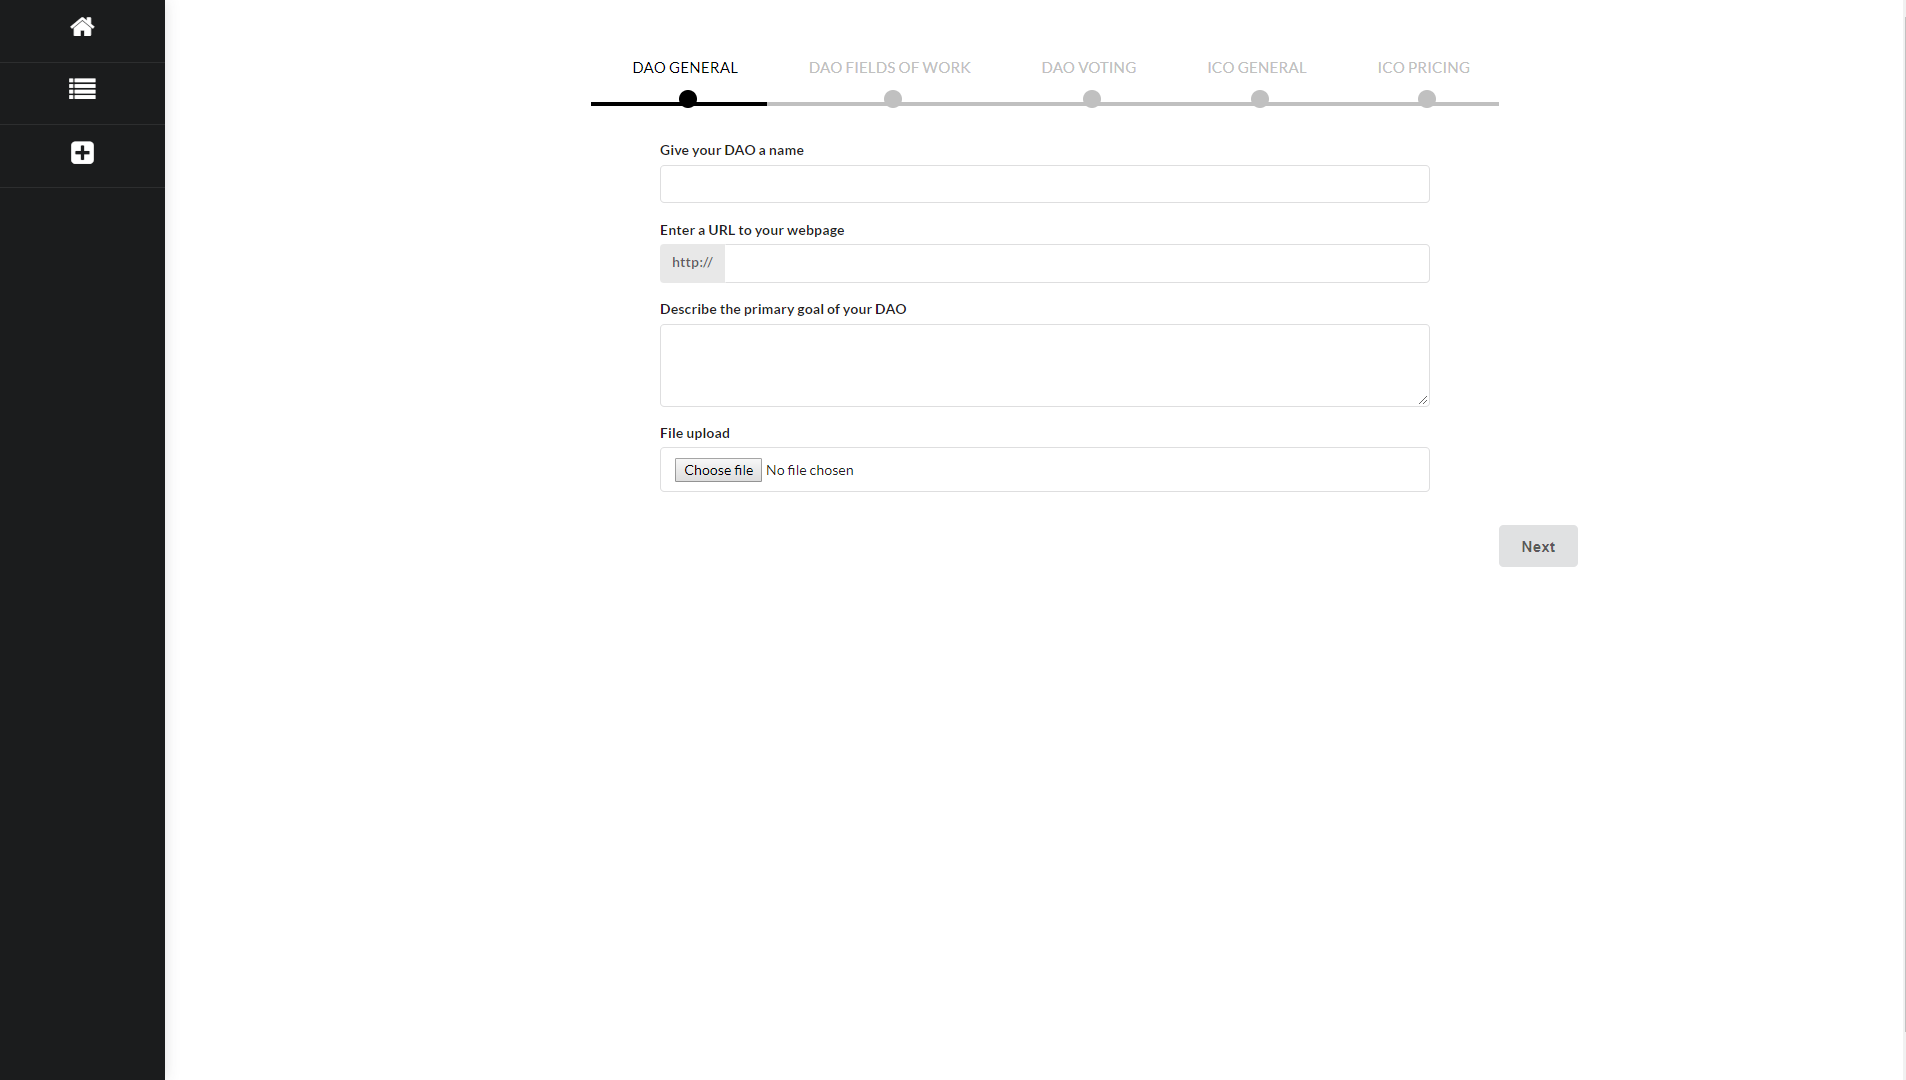 DAO GENERAL DAO FIELDS OF WORK DAO VOTING ICO GENERAL ICO PRICING
Give your DAO a name
Enter a URL to your webpage
http://
Describe the primary goal of your DAO
File upload
Choose file No file chosen
Next